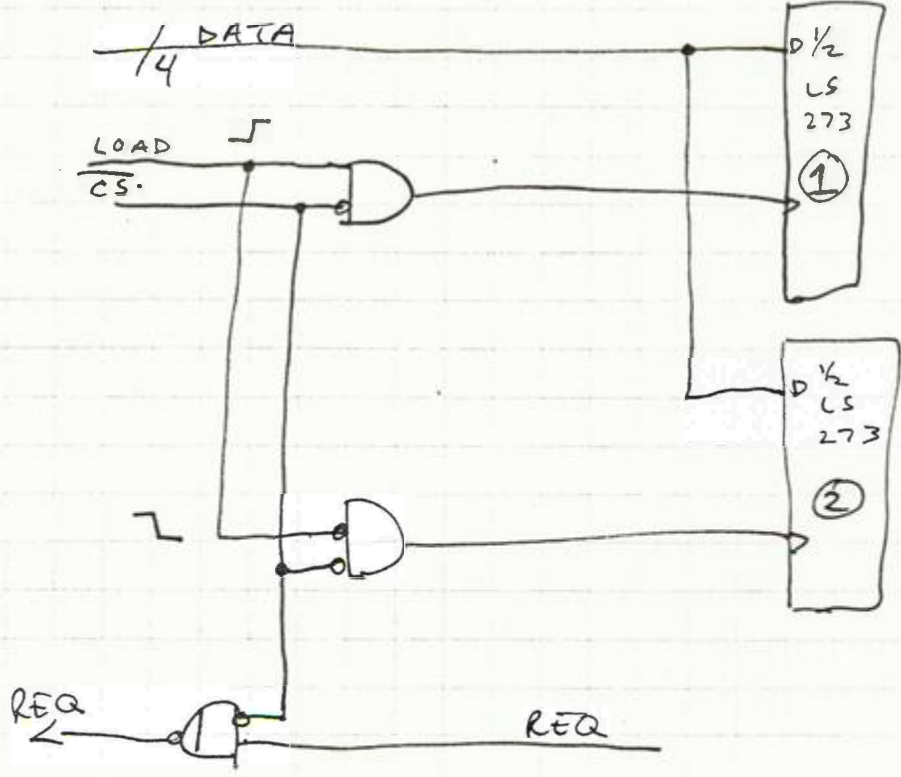 DATA
4
D 1/2
LS
273
1
LOAD
CS.
D 1/2
LS
273
2
REQ
REQ